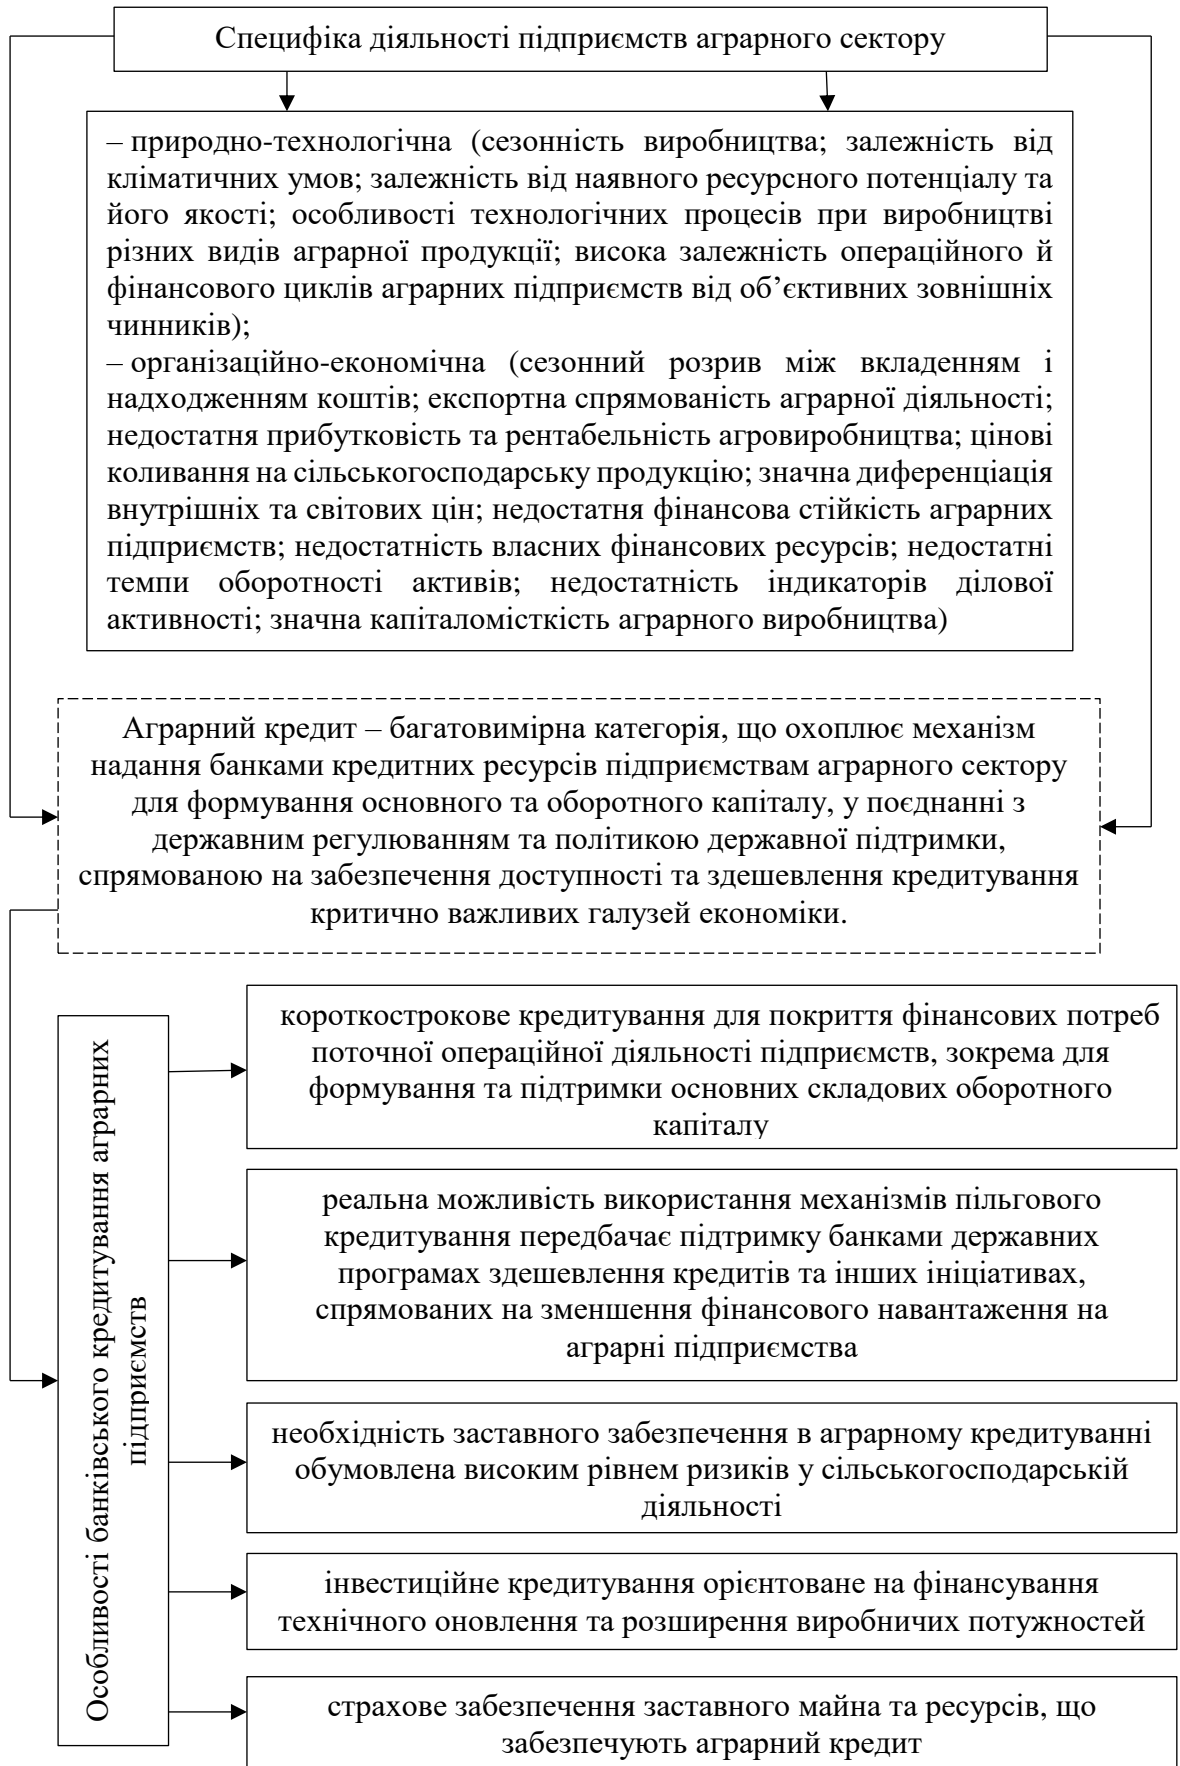 Специфіка діяльності підприємств аграрного сектору
– природно-технологічна (сезонність виробництва; залежність від
кліматичних умов; залежність від наявного ресурсного потенціалу та
його якості; особливості технологічних процесів при виробництві
різних видів аграрної продукції; висока залежність операційного й
фінансового циклів аграрних підприємств від об’єктивних зовнішніх
чинників);
– організаційно-економічна (сезонний розрив між вкладенням і
надходженням коштів; експортна спрямованість аграрної діяльності;
недостатня прибутковість та рентабельність агровиробництва; цінові
коливання на сільськогосподарську продукцію; значна диференціація
внутрішніх та світових цін; недостатня фінансова стійкість аграрних
підприємств; недостатність власних фінансових ресурсів; недостатні
темпи оборотності активів; недостатність індикаторів ділової
активності; значна капіталомісткість аграрного виробництва)
Аграрний кредит – багатовимірна категорія, що охоплює механізм
надання банками кредитних ресурсів підприємствам аграрного сектору
для формування основного та оборотного капіталу, у поєднанні з
державним регулюванням та політикою державної підтримки,
спрямованою на забезпечення доступності та здешевлення кредитування
критично важливих галузей економіки.
Особливості банківського кредитування аграрних
підприємств
короткострокове кредитування для покриття фінансових потреб
поточної операційної діяльності підприємств, зокрема для
формування та підтримки основних складових оборотного
капіталу
реальна можливість використання механізмів пільгового
кредитування передбачає підтримку банками державних
програмах здешевлення кредитів та інших ініціативах,
спрямованих на зменшення фінансового навантаження на
аграрні підприємства
необхідність заставного забезпечення в аграрному кредитуванні
обумовлена високим рівнем ризиків у сільськогосподарській
діяльності
інвестиційне кредитування орієнтоване на фінансування
технічного оновлення та розширення виробничих потужностей
страхове забезпечення заставного майна та ресурсів, що
забезпечують аграрний кредит